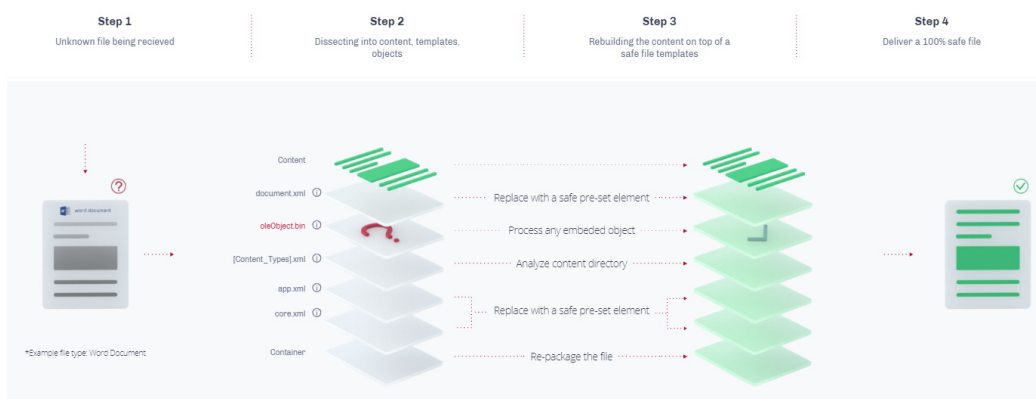 Step 1
Unknown file being recieved
Step 2
Dissecting into content, templates,
objects
Step 3
Rebuilding the content on top of a
safe file templates
Step 4
Deliver a 100% safe file
?
word document
*Example file type: Word Document
Content
document.xml
oleObject.bin
[Content_Types].xml
app.xml
core.xml
Container
?
Replace with a safe pre-set element
Process any embeded object
Analyze content directory
Replace with a safe pre-set element
Re-package the file